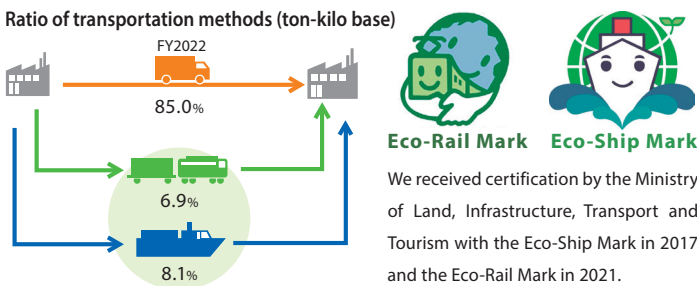 Ratio of transportation methods (ton-kilo base)
FY2022
85.0%
6.9%
8.1%
Eco-Rail Mark
Eco-Ship Mark
We received certification by the Ministry
of Land, Infrastructure, Transport and
Tourism with the Eco-Ship Mark in 2017
and the Eco-Rail Mark in 2021.